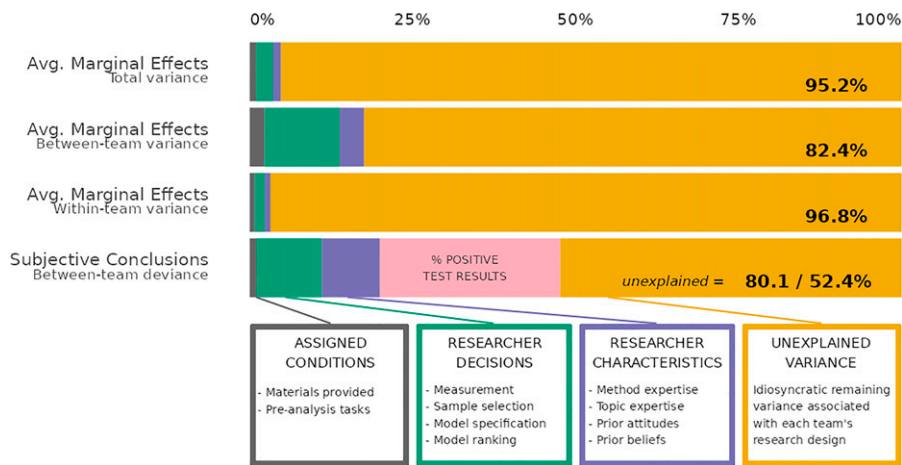 0% 25% 50% 75% 100%
Avg. Marginal Effects
Total variance
95.2%
Avg. Marginal Effects
Between-team variance
82.4%
Avg. Marginal Effects
Within-team variance
96.8%
Subjective Conclusions
Between-team deviance
% POSITIVE
TEST RESULTS
unexplained = 80.1 / 52.4%
ASSIGNED
CONDITIONS
- Materials provided
- Pre-analysis tasks
RESEARCHER
DECISIONS
- Measurement
- Sample selection
- Model specification
- Model ranking
RESEARCHER
CHARACTERISTICS
- Method expertise
- Topic expertise
- Prior attitudes
- Prior beliefs
UNEXPLAINED
VARIANCE
Idiosyncratic remaining
variance associated
with each team's
research design